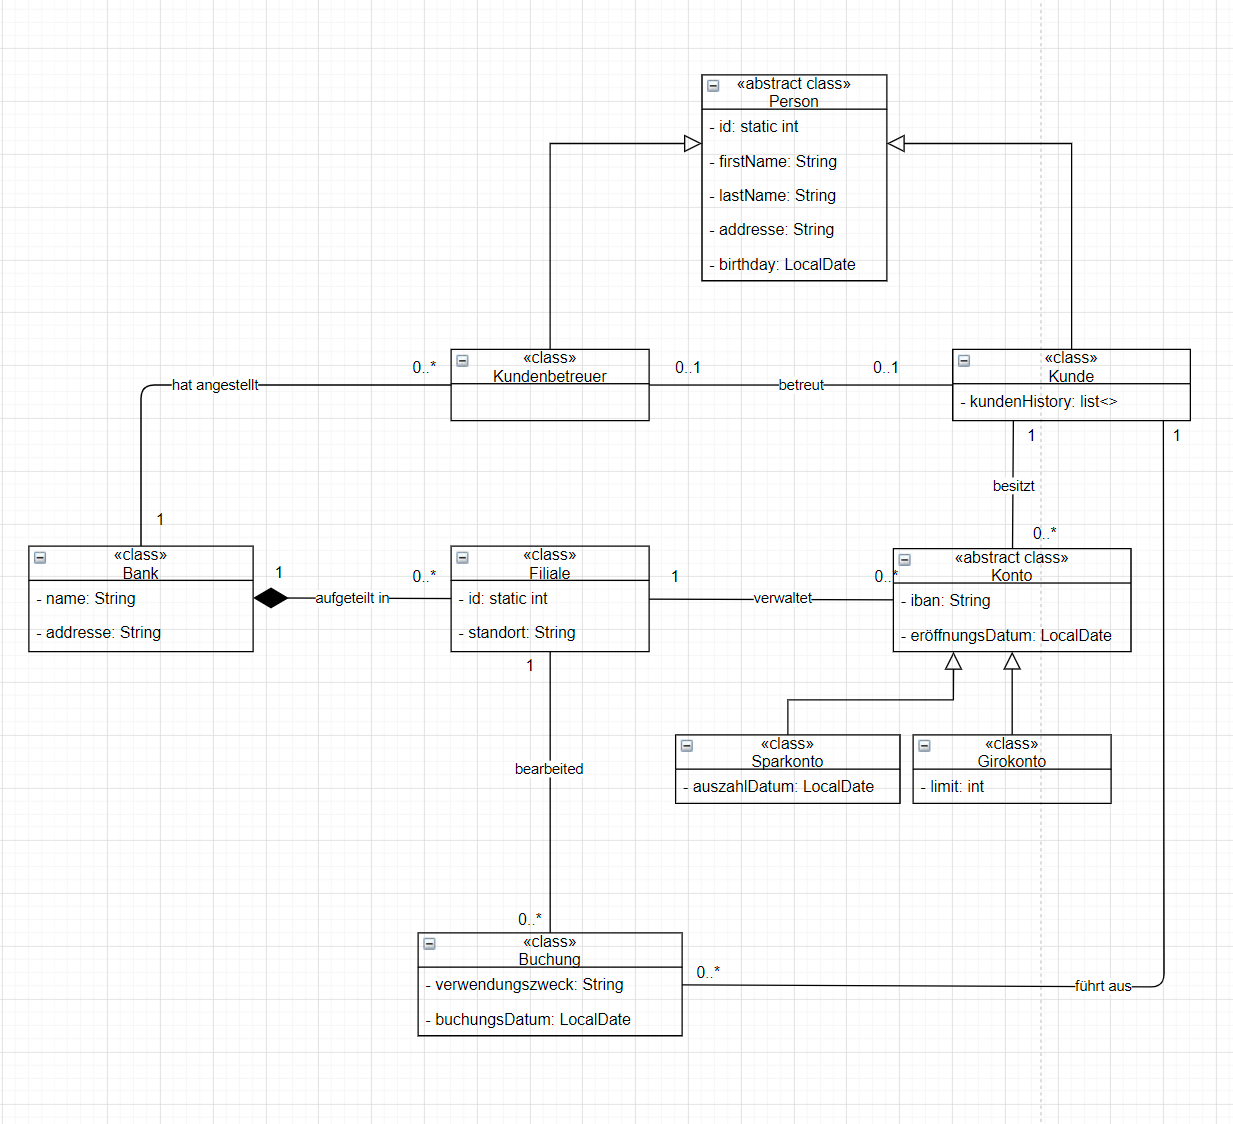 «abstract class»
Person
- id: static int
- firstName: String
- lastName: String
- addresse: String
- birthday: LocalDate
0..*
«class»
Kundenbetreuer
0..1
0..1
«class»
Kunde
hat angestellt
betreut
- kundenHistory: list<>
1
1
besitzt
1
0..*
«class»
Bank
- name: String
- addresse: String
1
0..*
aufgeteilt in
«class»
Filiale
- id: static int
- standort: String
1
0..*
verwaltet
«abstract class»
Konto
- iban: String
- eröffnungsDatum: LocalDate
1
«class»
Sparkonto
- auszahlDatum: LocalDate
«class»
Girokonto
- limit: int
bearbeited
0..*
«class»
Buchung
- verwendungszweck: String
- buchungsDatum: LocalDate
0..*
führt aus